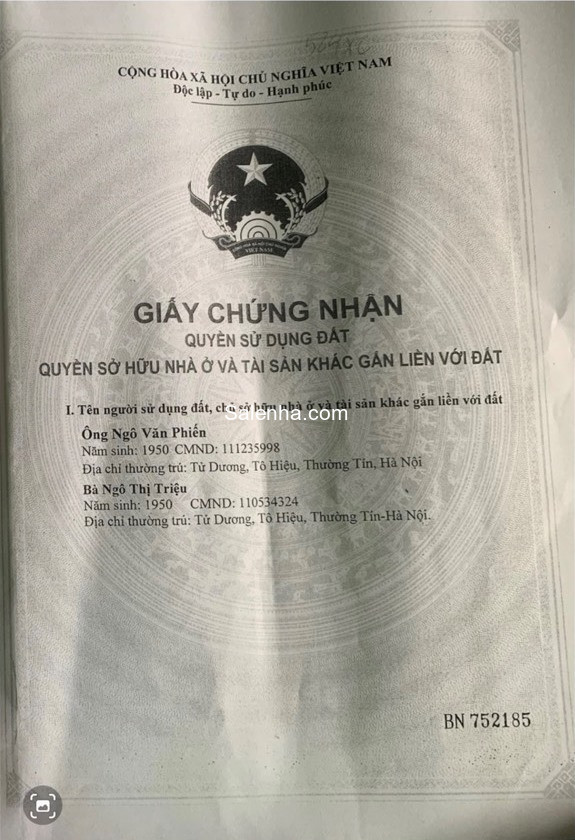 CỘNG HÒA XÃ HỘI CHỦ NGHĨA VIỆT NAM
Độc lập - Tự do - Hạnh phúc
VIỆT NAM
GIẤY CHỨNG NHẬN
QUYỀN SỬ DỤNG ĐẤT
QUYỀN SỞ HỮU NHÀ Ở VÀ TÀI SẢN KHÁC GẮN LIỀN VỚI ĐẤT
I. Tên người sử dụng đất, chủ sở hữu nhà ở và tài sản khác gắn liền với đất
Salenha.com
Ông Ngô Văn Phiến
Năm sinh: 1950 CMND: 111235998
Địa chỉ thường trú: Tử Dương, Tô Hiệu, Thường Tín, Hà Nội
Bà Ngô Thị Triệu
Năm sinh: 1950 CMND: 110534324
Địa chỉ thường trú: Tử Dương, Tô Hiệu, Thường Tín-Hà Nội.
BN 752185